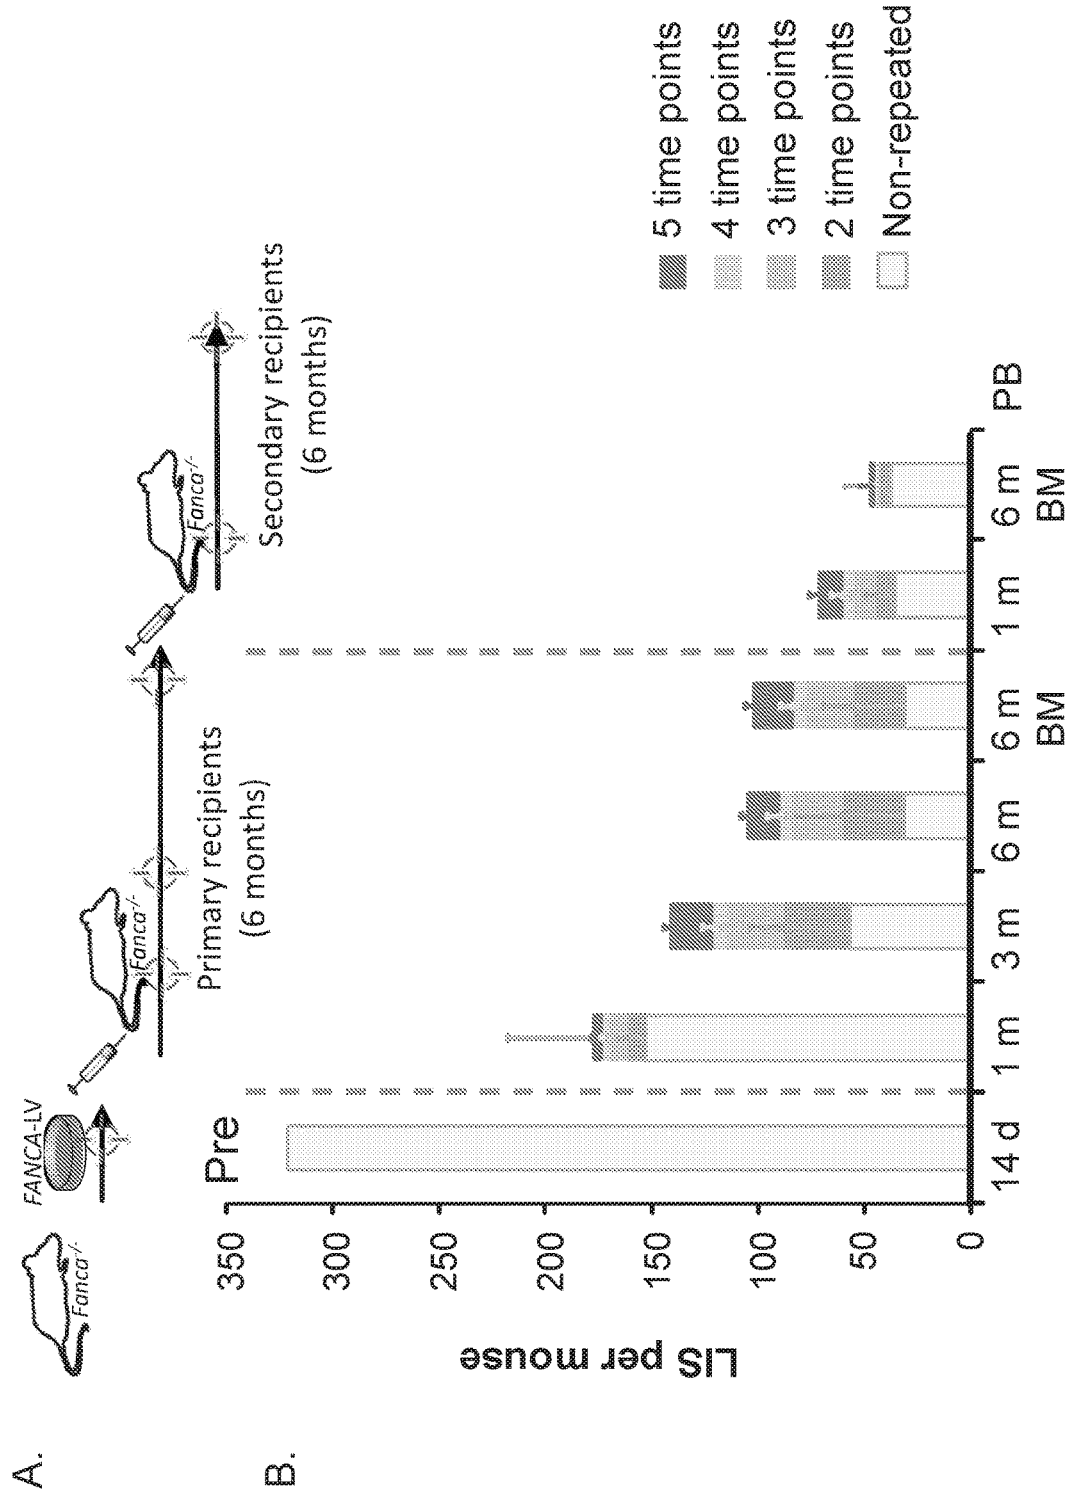 A.
Fanca-/-
FANCA-LV
Fanca-/-
Primary recipients
(6 months)
Fanca-/-
Secondary recipients
(6 months)
B.
Pre
LIS per mouse
350
300
250
200
150
100
50
0
14 d
1 m
3 m
6 m
6 m
1 m
6 m
PB
BM
BM
5 time points
4 time points
3 time points
2 time points
Non-repeated